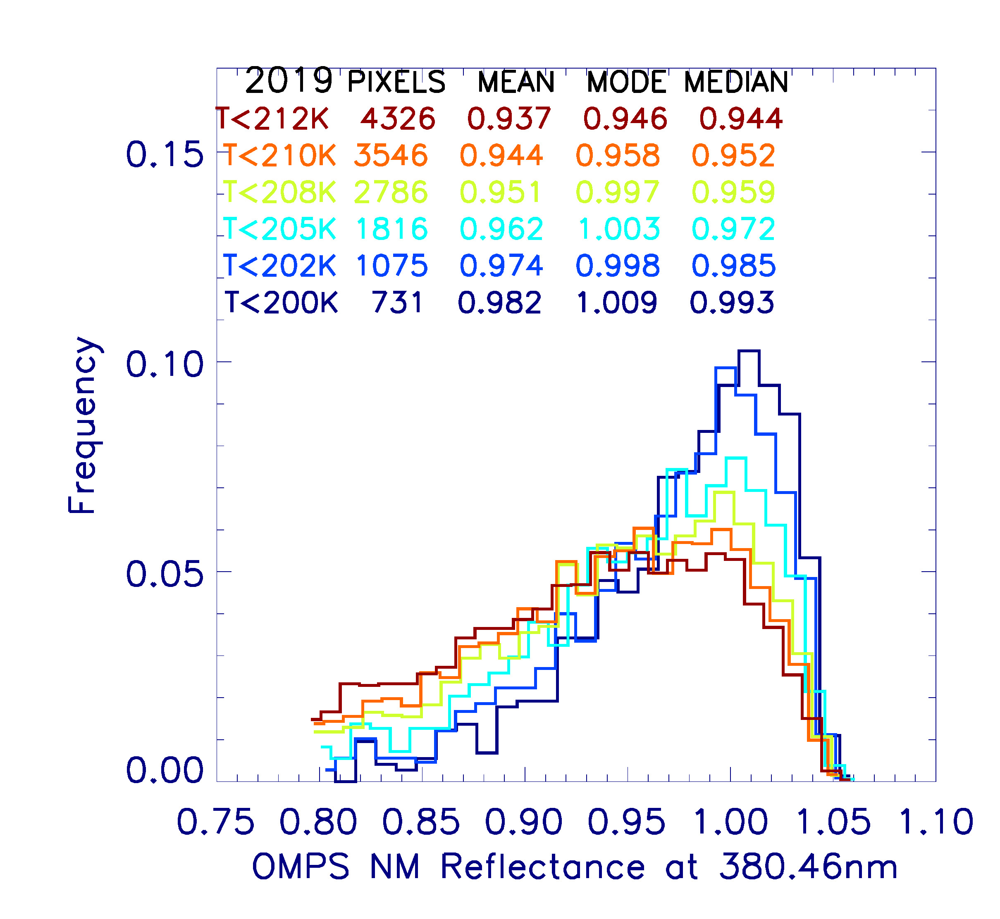 2019 PIXELS MEAN MODE MEDIAN
T<212K 4326 0.937 0.946 0.944
T<210K 3546 0.944 0.958 0.952
T<208K 2786 0.951 0.997 0.959
T<205K 1816 0.962 1.003 0.972
T<202K 1075 0.974 0.998 0.985
T<200K 731 0.982 1.009 0.993
0.15
0.10
0.05
0.00
Frequency
0.75 0.80 0.85 0.90 0.95 1.00 1.05 1.10
OMPS NM Reflectance at 380.46nm